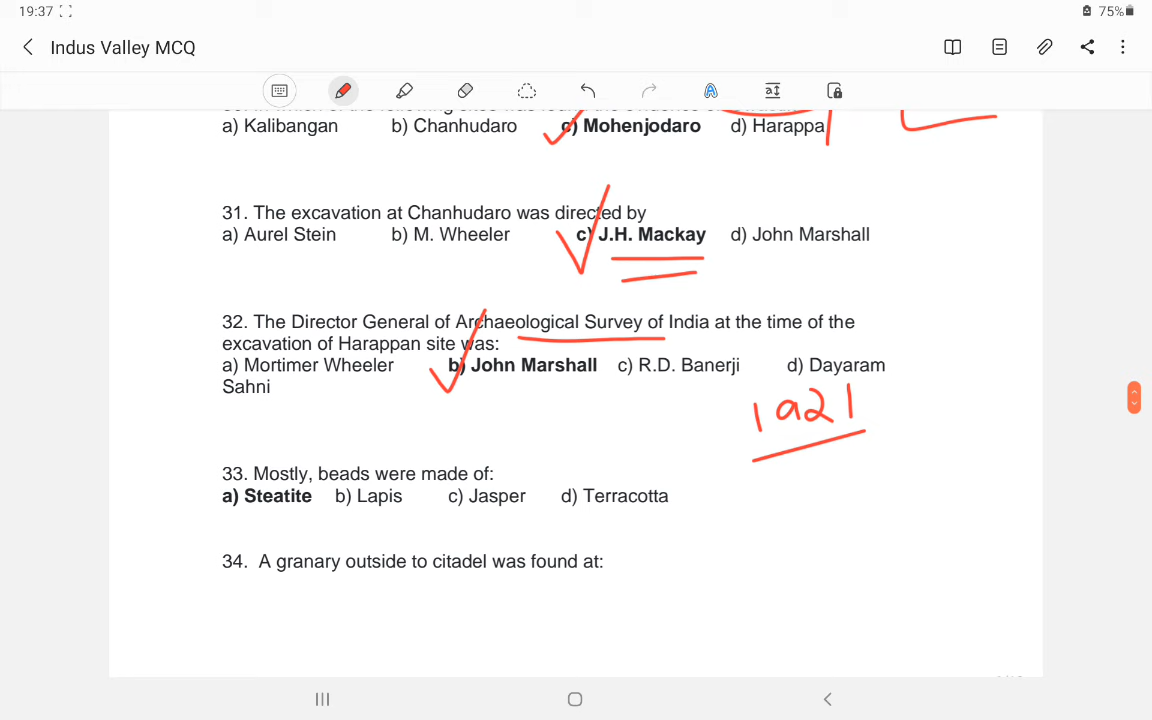 19:37
75%
Indus Valley MCQ
a) Kalibangan b) Chanhudaro c) Mohenjodaro d) Harappa
31. The excavation at Chanhudaro was directed by
a) Aurel Stein b) M. Wheeler c) J.H. Mackay d) John Marshall
32. The Director General of Archaeological Survey of India at the time of the
excavation of Harappan site was:
a) Mortimer Wheeler b) John Marshall c) R.D. Banerji d) Dayaram
Sahni
1921
33. Mostly, beads were made of:
a) Steatite b) Lapis c) Jasper d) Terracotta
34. A granary outside to citadel was found at: